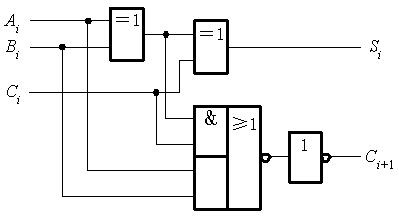 A_i
=1
=1
B_i
S_i
C_i
&
≥1
1
C_{i+1}